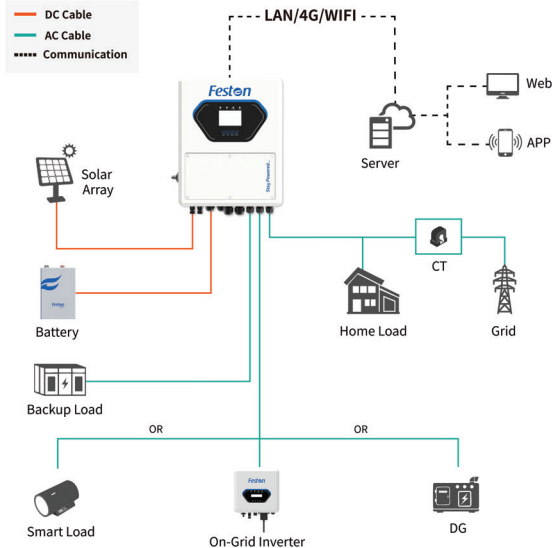 DC Cable
AC Cable
Communication
LAN/4G/WIFI
Feston
Stay Powered...
Web
APP
Server
Solar
Array
Feston
Battery
CT
Home Load
Grid
Backup Load
OR
OR
Feston
Smart Load
On-Grid Inverter
DG